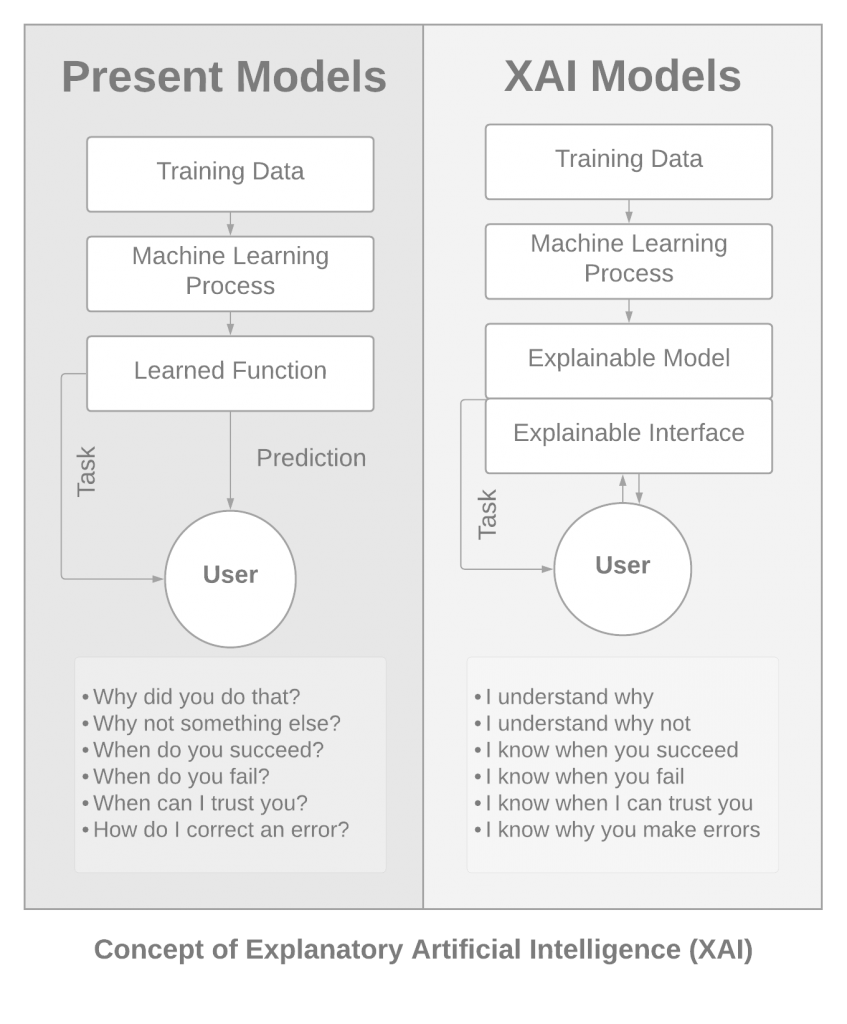 Present Models
Training Data
Machine Learning
Process
Learned Function
Task
Prediction
User
• Why did you do that?
• Why not something else?
• When do you succeed?
• When do you fail?
• When can I trust you?
• How do I correct an error?
XAI Models
Training Data
Machine Learning
Process
Explainable Model
Explainable Interface
Task
User
• I understand why
• I understand why not
• I know when you succeed
• I know when you fail
• I know when I can trust you
• I know why you make errors
Concept of Explanatory Artificial Intelligence (XAI)